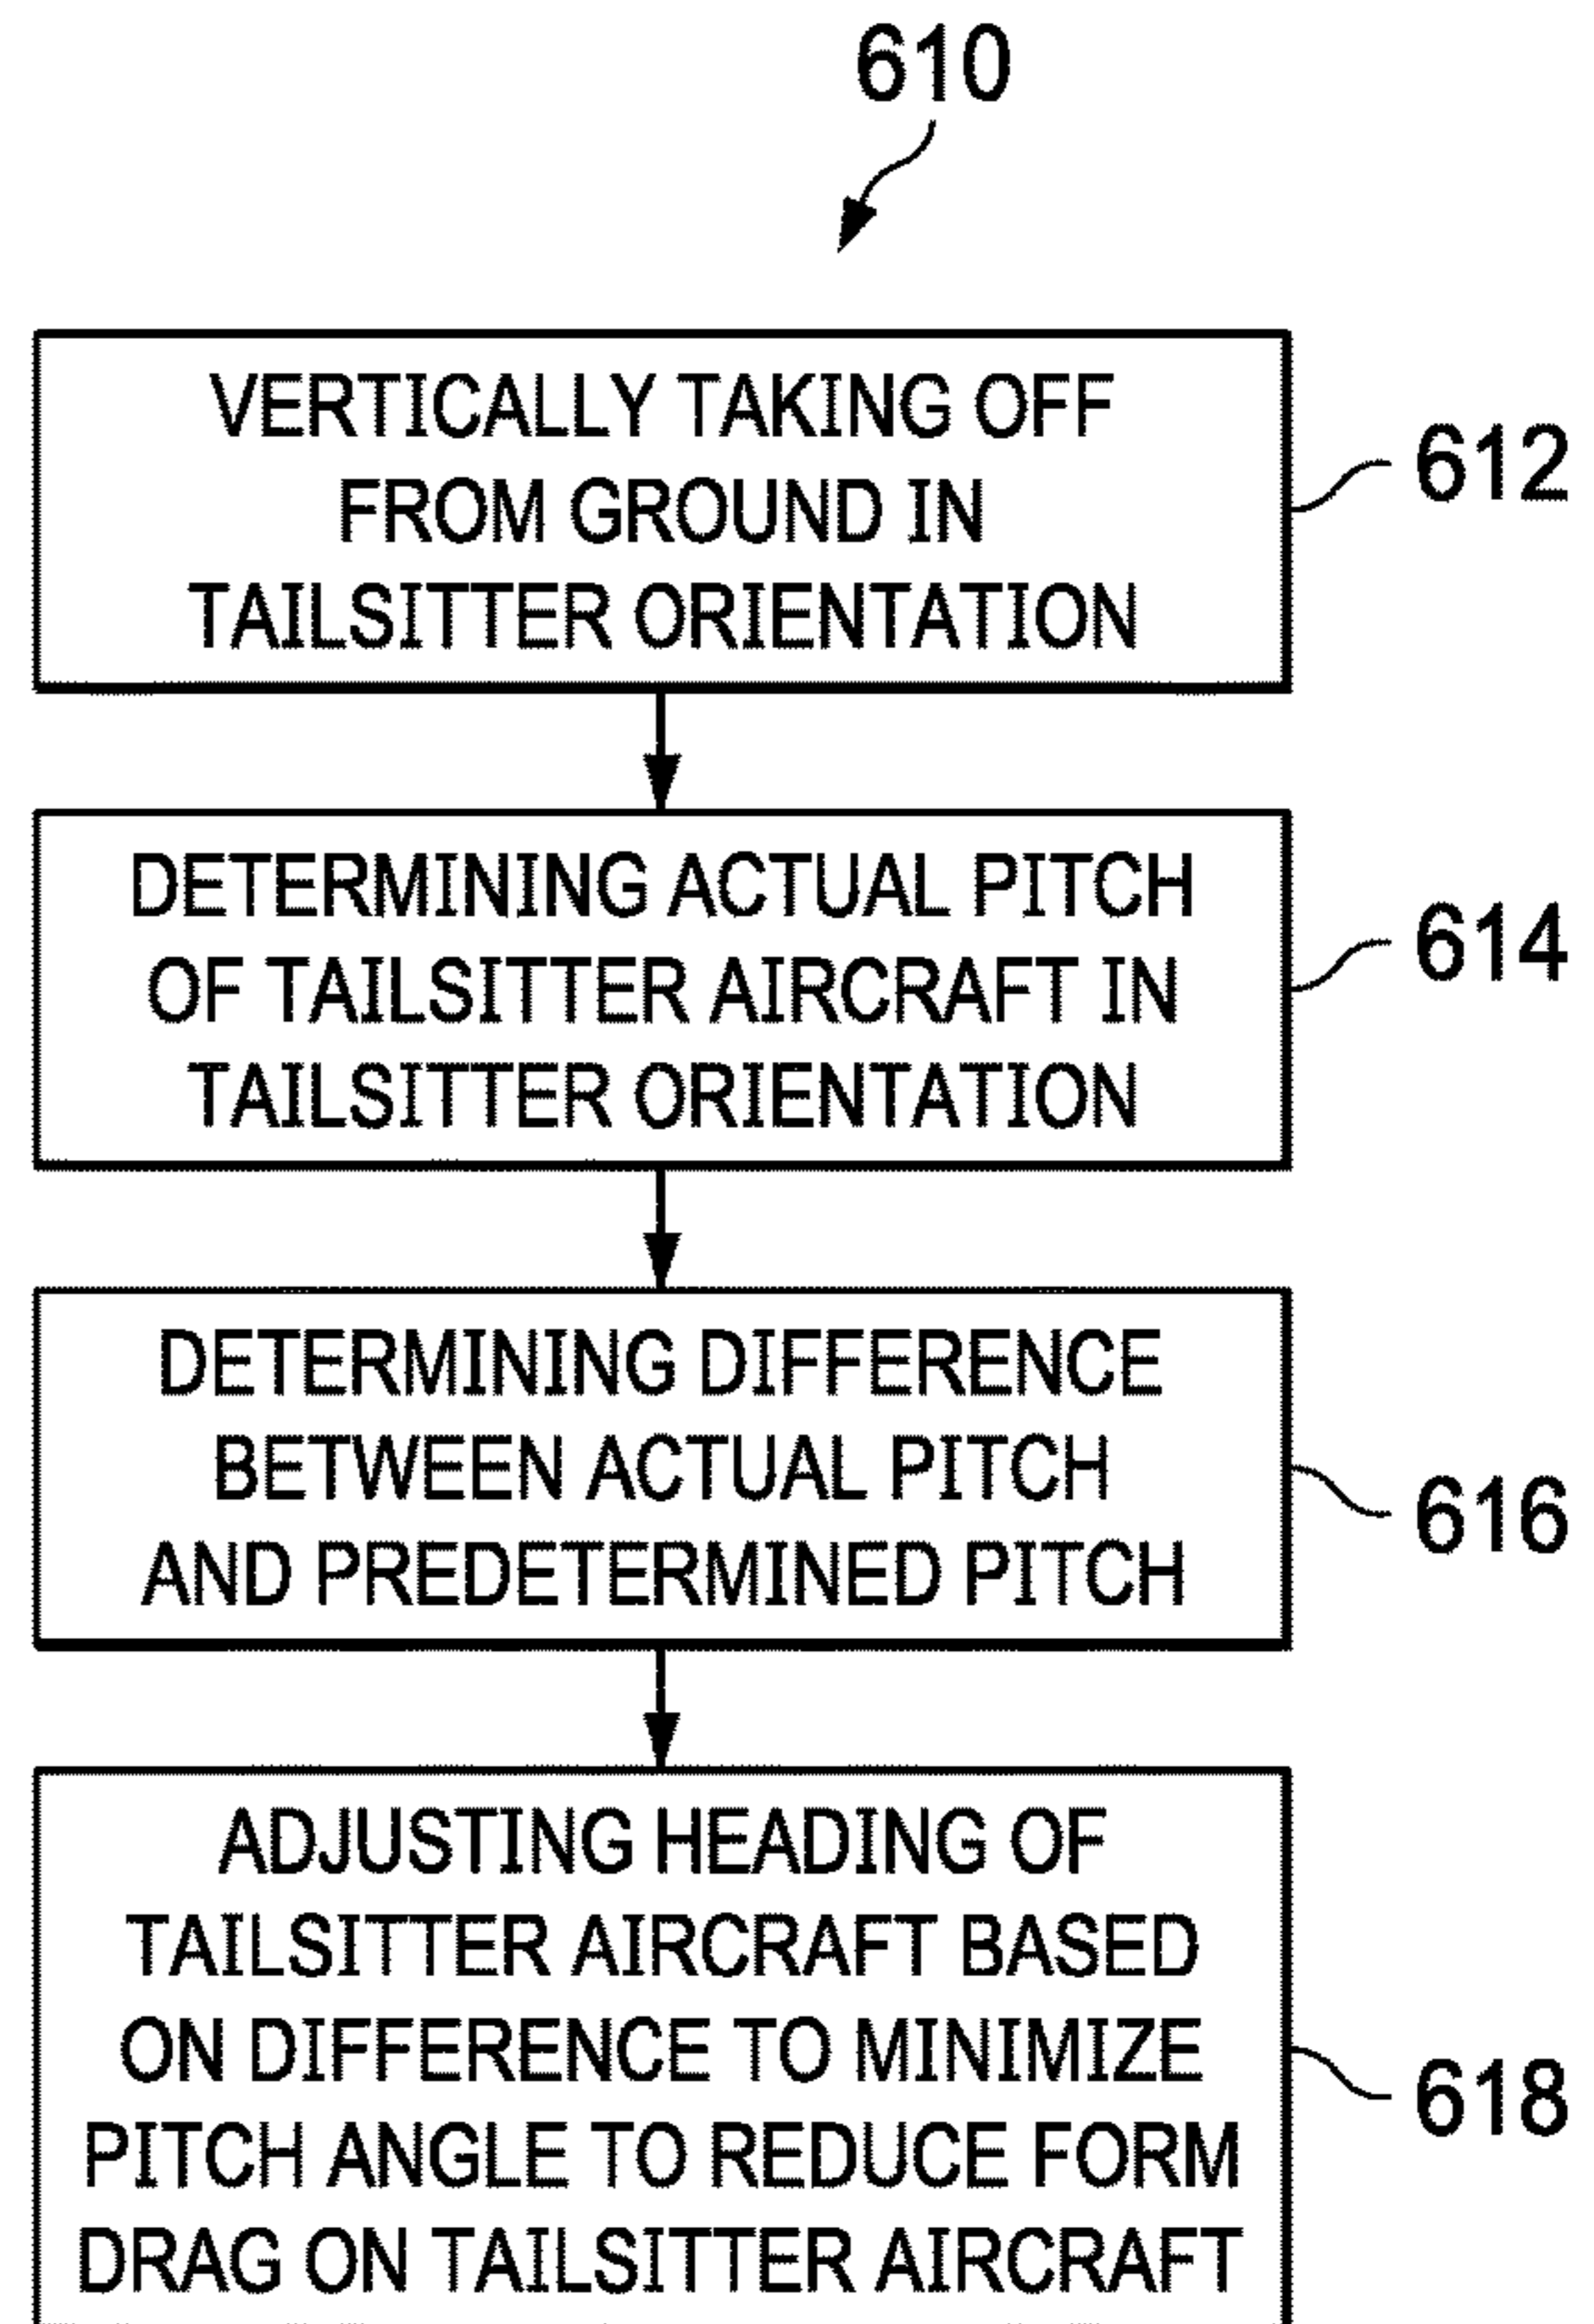 610
VERTICALLY TAKING OFF
FROM GROUND IN
TAILSITTER ORIENTATION
612
DETERMINING ACTUAL PITCH
OF TAILSITTER AIRCRAFT IN
TAILSITTER ORIENTATION
614
DETERMINING DIFFERENCE
BETWEEN ACTUAL PITCH
AND PREDETERMINED PITCH
616
ADJUSTING HEADING OF
TAILSITTER AIRCRAFT BASED
ON DIFFERENCE TO MINIMIZE
PITCH ANGLE TO REDUCE FORM
DRAG ON TAILSITTER AIRCRAFT
618